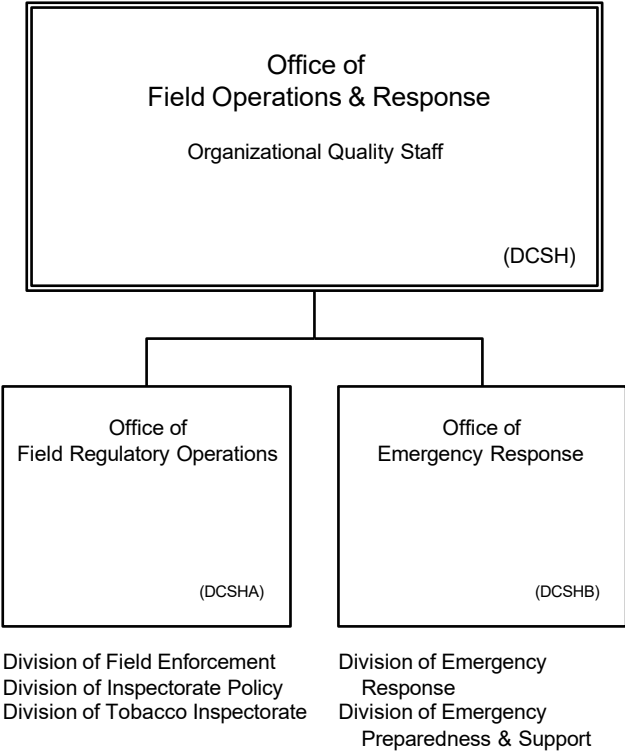 Office of
Field Operations & Response
Organizational Quality Staff
(DCSH)
Office of
Field Regulatory Operations
(DCSHA)
Division of Field Enforcement
Division of Inspectorate Policy
Division of Tobacco Inspectorate
Office of
Emergency Response
(DCSHB)
Division of Emergency
Response
Division of Emergency
Preparedness & Support